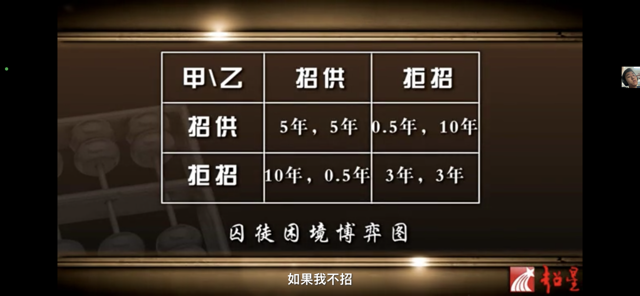 甲\乙 招供 拒招
招供 5年，5年 0.5年，10年
拒招 10年，0.5年 3年，3年
囚徒困境博弈图
如果我不招
超星